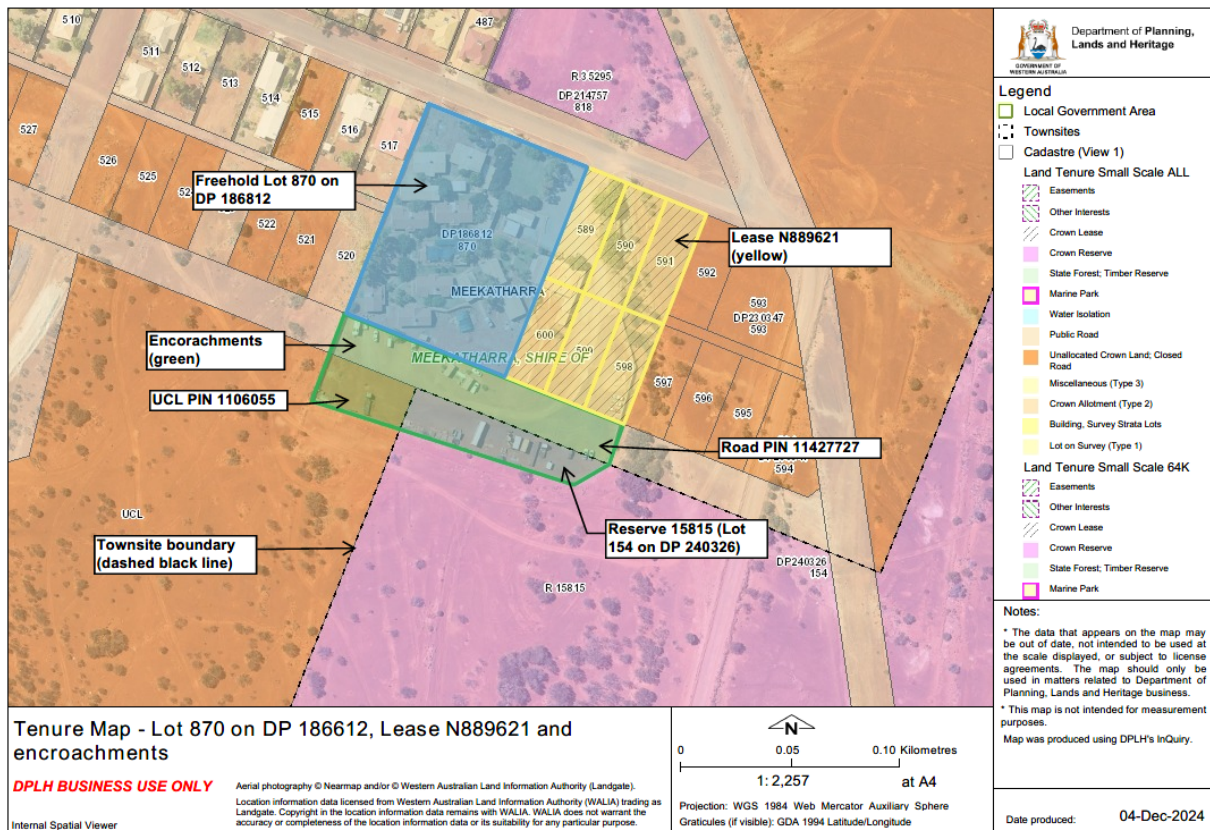 510
511
512
513
514
515
516
517
487
R 35295
DP 214757
818
527
526
525
522
521
520
Freehold Lot 870 on
DP 186812
DP186812
870
MEEKATHARRA
589
590
591
592
593
DP230347
593
Lease N889621
(yellow)
Encorachments
(green)
MEEKATHARRA, SHIRE OF
600
599
598
597
596
595
594
UCL PIN 1106055
Road PIN 11427727
UCL
Townsite boundary
(dashed black line)
Reserve 15815 (Lot
154 on DP 240326)
DP240326
154
R 15815
GOVERNMENT OF
WESTERN AUSTRALIA
Department of Planning,
Lands and Heritage
Legend
Local Government Area
Townsites
Cadastre (View 1)
Land Tenure Small Scale ALL
Easements
Other Interests
Crown Lease
Crown Reserve
State Forest; Timber Reserve
Marine Park
Water Isolation
Public Road
Unallocated Crown Land; Closed
Road
Miscellaneous (Type 3)
Crown Allotment (Type 2)
Building, Survey Strata Lots
Lot on Survey (Type 1)
Land Tenure Small Scale 64K
Easements
Other Interests
Crown Lease
Crown Reserve
State Forest; Timber Reserve
Marine Park
Notes:
* The data that appears on the map may
be out of date, not intended to be used at
the scale displayed, or subject to license
agreements. The map should only be
used in matters related to Department of
Planning, Lands and Heritage business.
* This map is not intended for measurement
purposes.
Map was produced using DPLH's InQuiry.
Date produced: 04-Dec-2024
Tenure Map - Lot 870 on DP 186612, Lease N889621 and
encroachments
DPLH BUSINESS USE ONLY
Internal Spatial Viewer
Aerial photography © Nearmap and/or © Western Australian Land Information Authority (Landgate).
Location information data licensed from Western Australian Land Information Authority (WALIA) trading as
Landgate. Copyright in the location information data remains with WALIA. WALIA does not warrant the
accuracy or completeness of the location information data or its suitability for any particular purpose.
N
0 0.05 0.10 Kilometres
1: 2,257 at A4
Projection: WGS 1984 Web Mercator Auxiliary Sphere
Graticules (if visible): GDA 1994 Latitude/Longitude